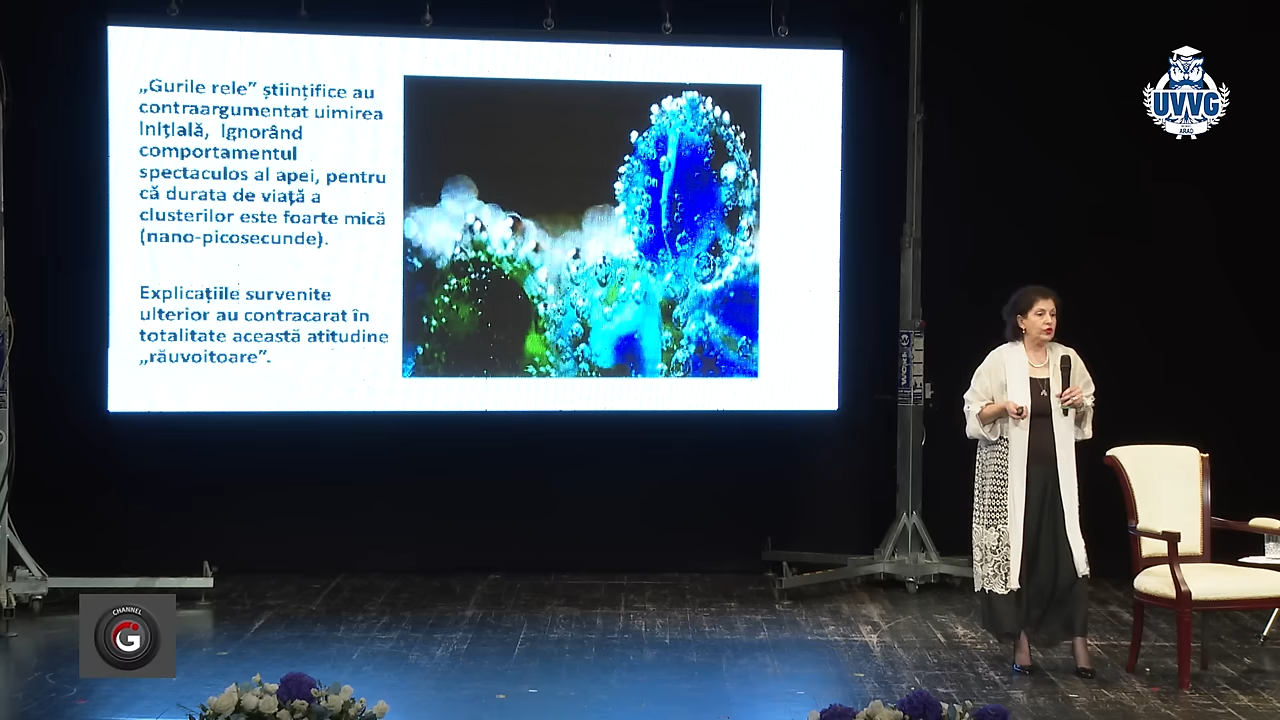 „Gurile rele” științifice au
contraargumentat uimirea
inițială, ignorând
comportamentul
spectaculos al apei, pentru
că durata de viață a
clusterilor este foarte mică
(nano-picosecunde).
Explicațiile survenite
ulterior au contracarat în
totalitate această atitudine
„răuvoitoare”.
UVVG
ARAD
WORK
CHANNEL
G